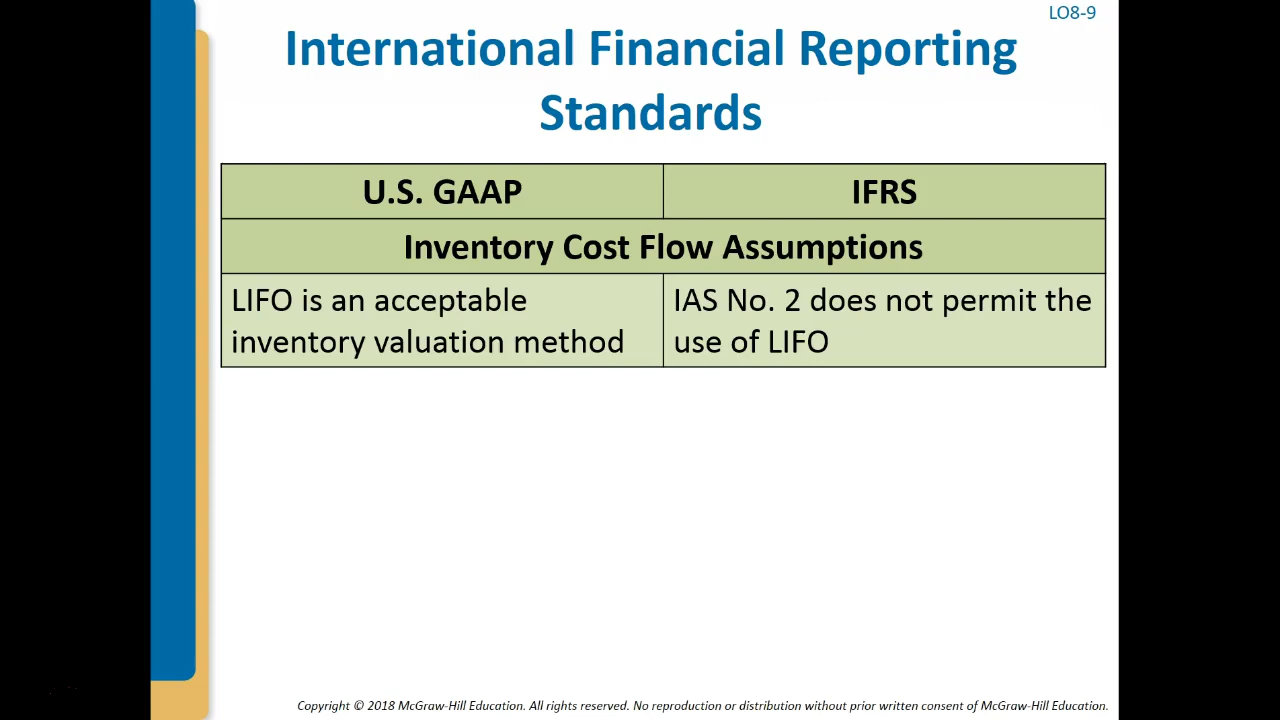 LO8-9
International Financial Reporting
Standards
U.S. GAAP
IFRS
Inventory Cost Flow Assumptions
LIFO is an acceptable
inventory valuation method
IAS No. 2 does not permit the
use of LIFO
Copyright © 2018 McGraw-Hill Education. All rights reserved. No reproduction or distribution without prior written consent of McGraw-Hill Education.